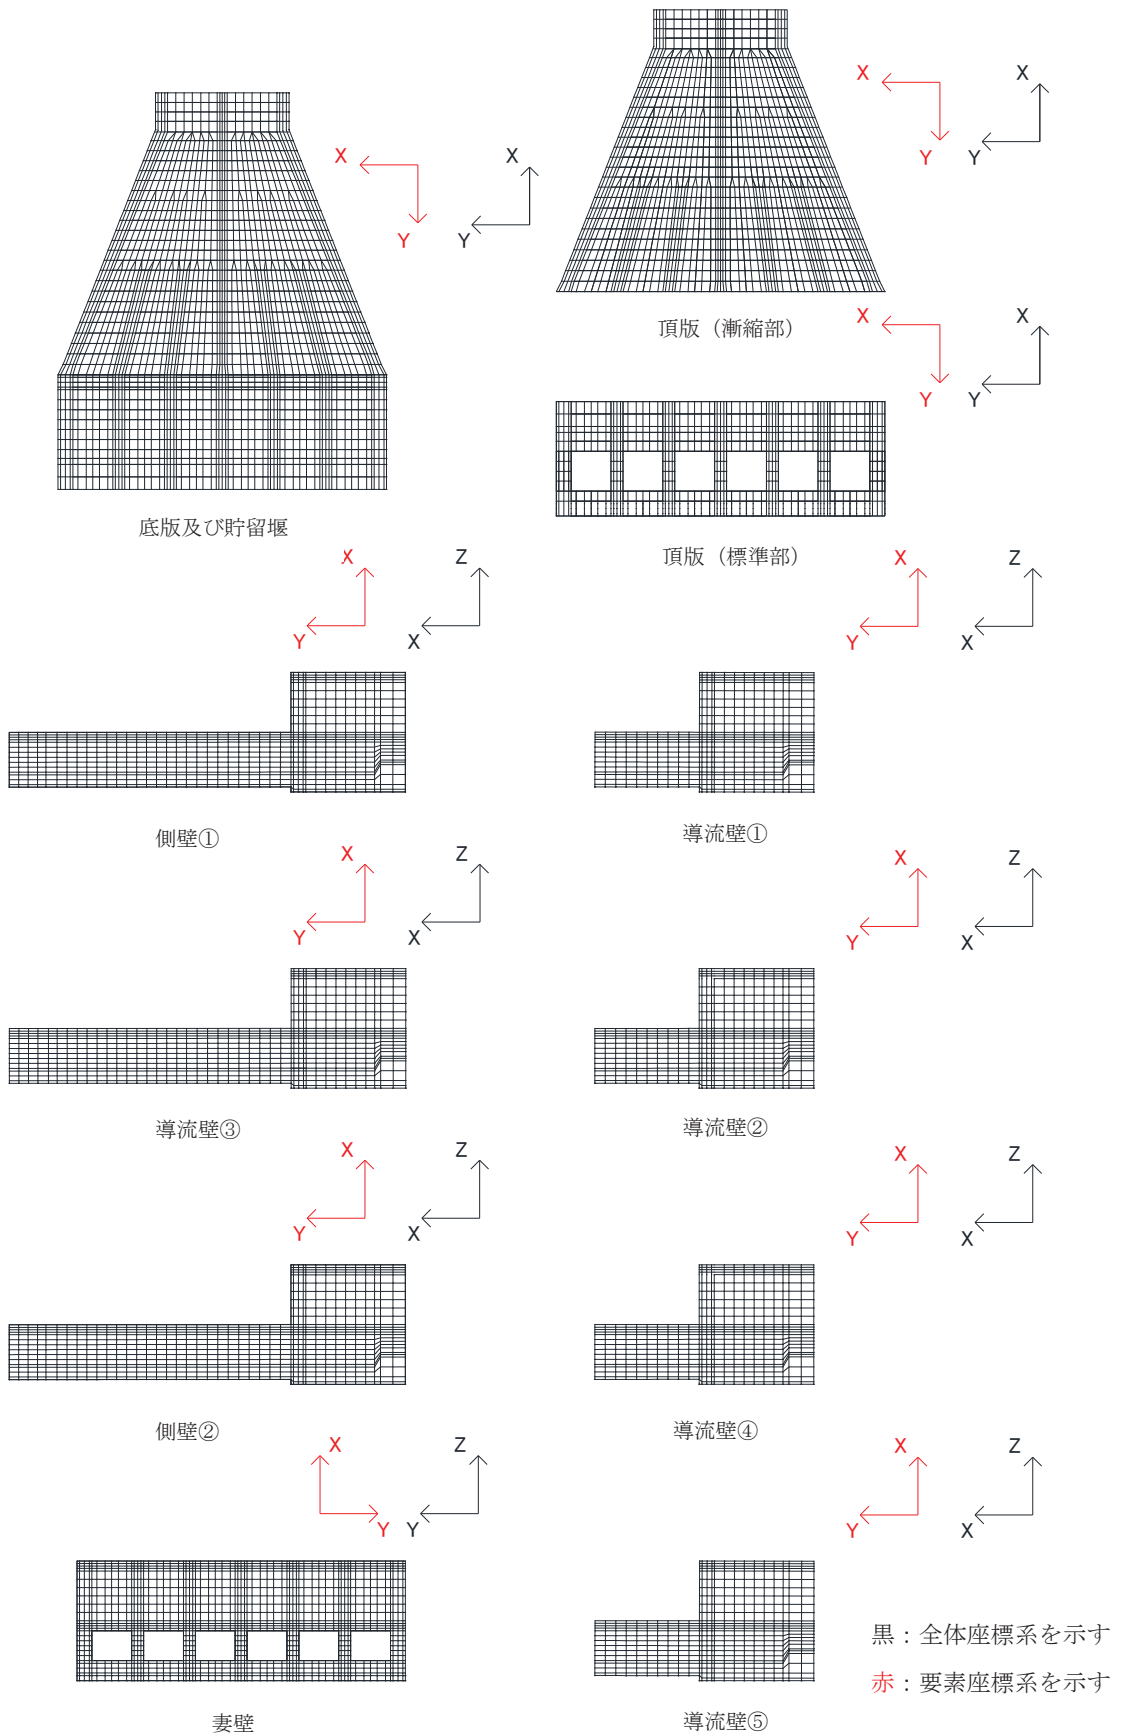 X
Y
X
Y
底版及び貯留堰
X
Y
X
Y
頂版（漸縮部）
X
Y
X
Y
頂版（標準部）
X
Y
Z
X
側壁①
X
Y
Z
X
導流壁①
X
Y
Z
X
導流壁③
X
Y
Z
X
導流壁②
X
Y
Z
X
側壁②
X
Y
Z
X
導流壁④
X
Y
Z
Y
妻壁
X
Y
Z
X
導流壁⑤
黒：全体座標系を示す
赤：要素座標系を示す